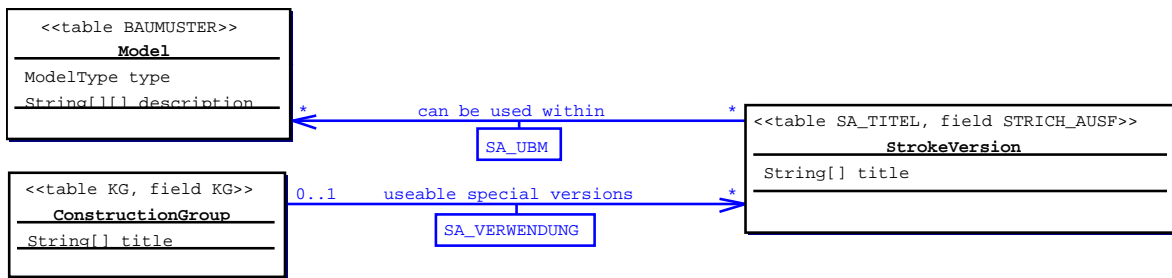 <<table BAUMUSTER>>
Model
ModelType type
String[][] description
* can be used within *
SA_UBM
<<table SA_TITEL, field STRICH_AUSF>>
StrokeVersion
String[] title
<<table KG, field KG>>
ConstructionGroup
String[] title
0..1 useable special versions *
SA_VERWENDUNG